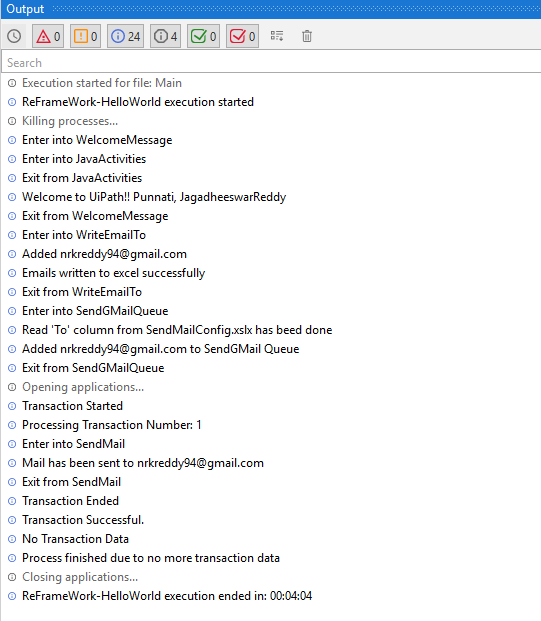 Output
0 0 24 4 0 0
Search
Execution started for file: Main
ReFrameWork-HelloWorld execution started
Killing processes...
Enter into WelcomeMessage
Enter into JavaActivities
Exit from JavaActivities
Welcome to UiPath!! Punnati, JagadheeswarReddy
Exit from WelcomeMessage
Enter into WriteEmailTo
Added nrkreddy94@gmail.com
Emails written to excel successfully
Exit from WriteEmailTo
Enter into SendGMailQueue
Read 'To' column from SendMailConfig.xslx has beed done
Added nrkreddy94@gmail.com to SendGMail Queue
Exit from SendGMailQueue
Opening applications...
Transaction Started
Processing Transaction Number: 1
Enter into SendMail
Mail has been sent to nrkreddy94@gmail.com
Exit from SendMail
Transaction Ended
Transaction Successful.
No Transaction Data
Process finished due to no more transaction data
Closing applications...
ReFrameWork-HelloWorld execution ended in: 00:04:04